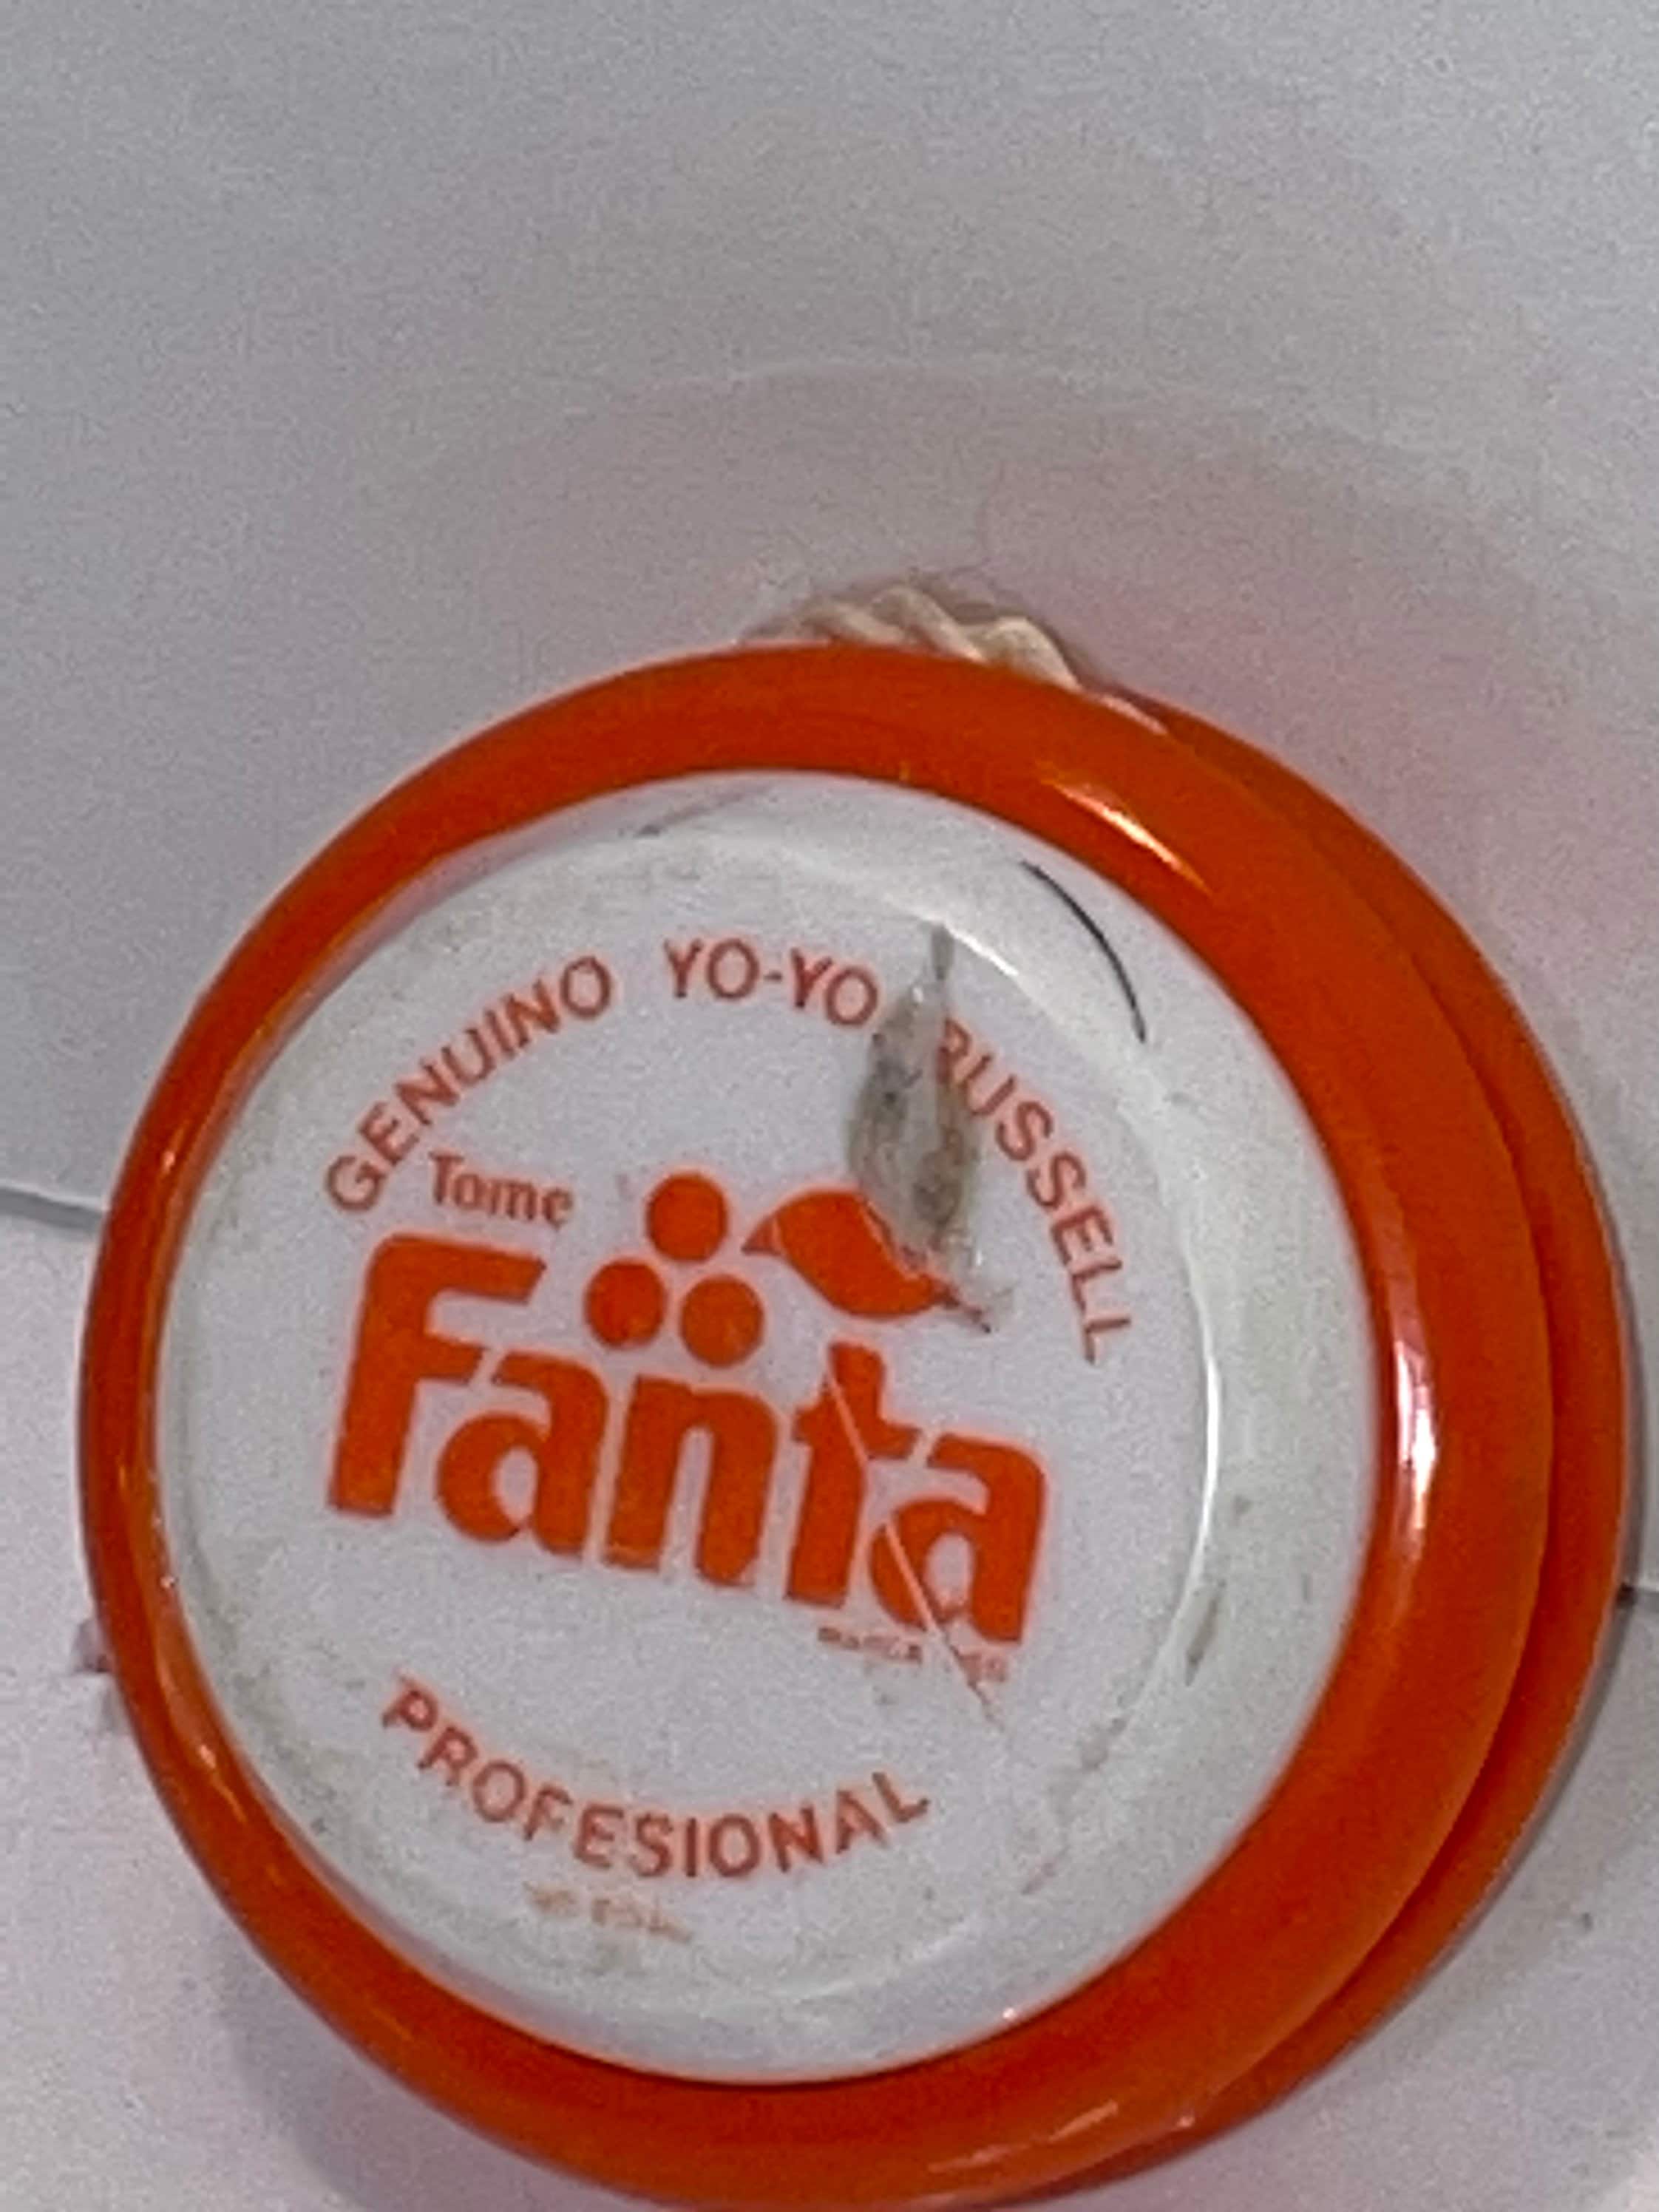 GENUINO YO-YO RUSSELL
Tome
Fanta
PROFESIONAL